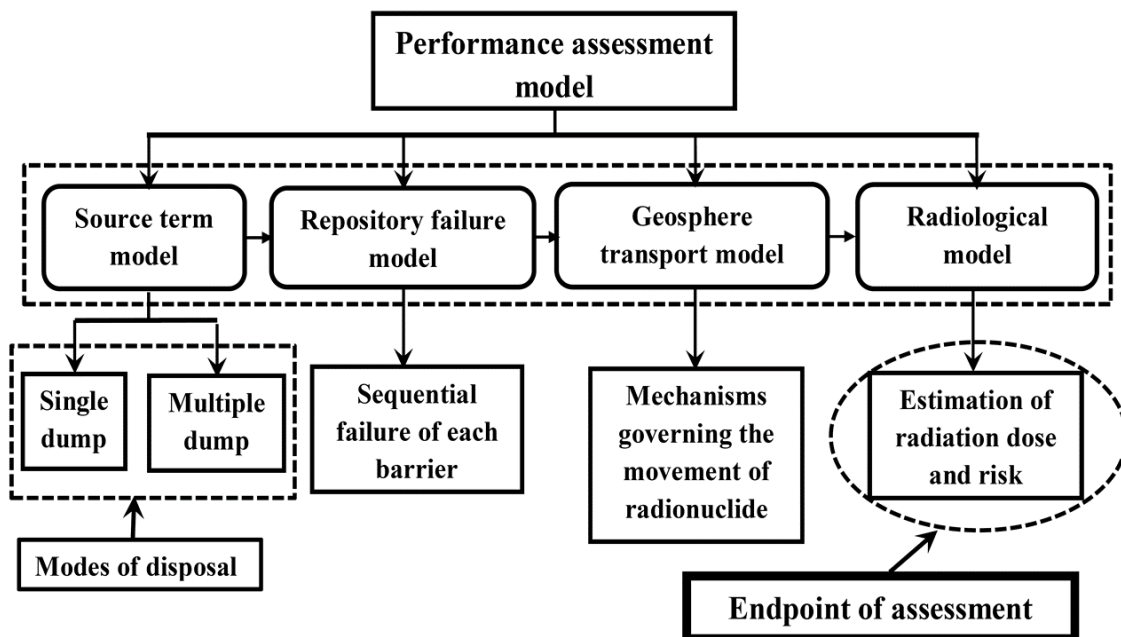 Performance assessment
model
Source term
model
Repository failure
model
Geosphere
transport model
Radiological
model
Single
dump
Multiple
dump
Sequential
failure of each
barrier
Mechanisms
governing the
movement of
radionuclide
Estimation of
radiation dose
and risk
Modes of disposal
Endpoint of assessment